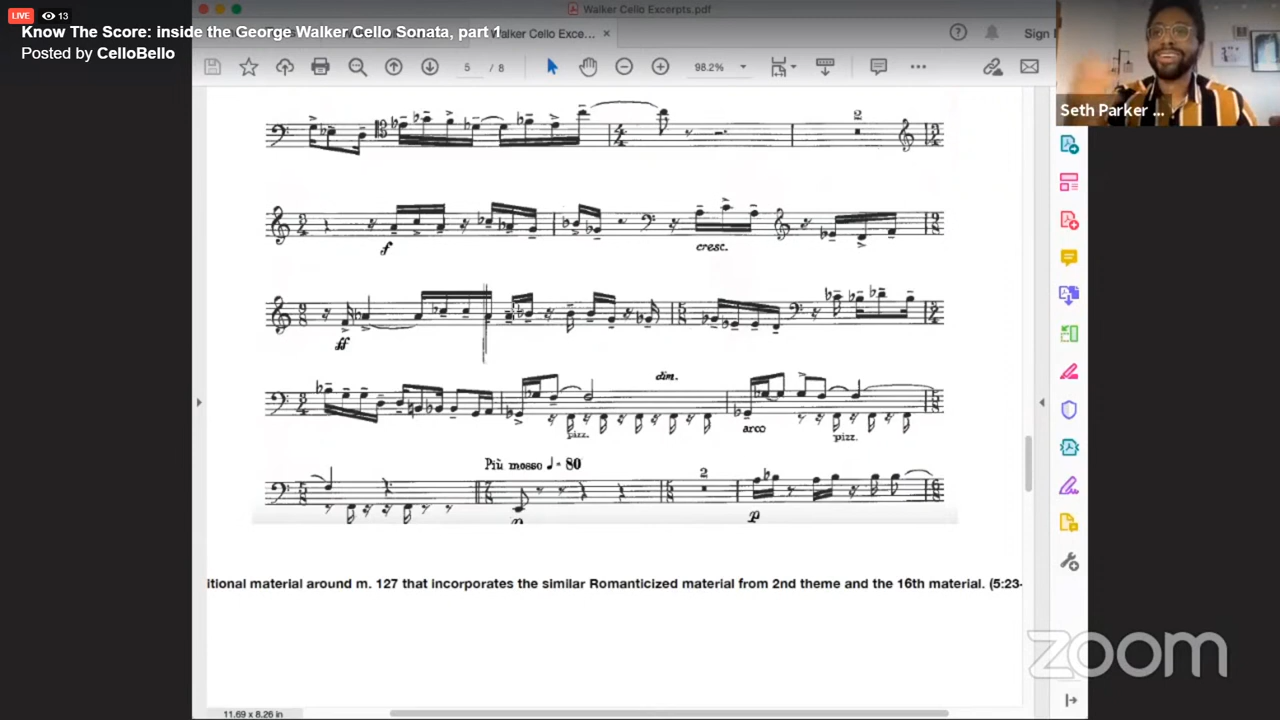 Walker Cello Excerpts.pdf
LIVE 13
Know The Score: inside the George Walker Cello Sonata, part 1
Walker Cello Exce...
Sign
Posted by CelloBello
5 / 8
98.2%
Seth Parker ...
2
f
cresc.
ff
dim.
pizz.
arco
pizz.
Più mosso ♩= 80
2
p
p
itional material around m. 127 that incorporates the similar Romanticized material from 2nd theme and the 16th material. (5:23-
zoom
11.69 x 8.26 in